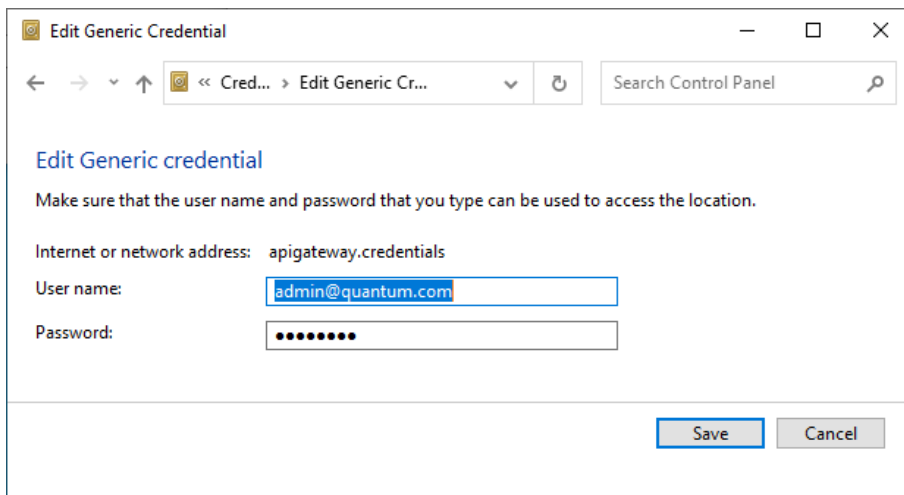 Edit Generic Credential
« Cred... › Edit Generic Cr...
Search Control Panel
Edit Generic credential
Make sure that the user name and password that you type can be used to access the location.
Internet or network address: apigateway.credentials
User name: admin@quantum.com
Password: ●●●●●●●●
Save Cancel